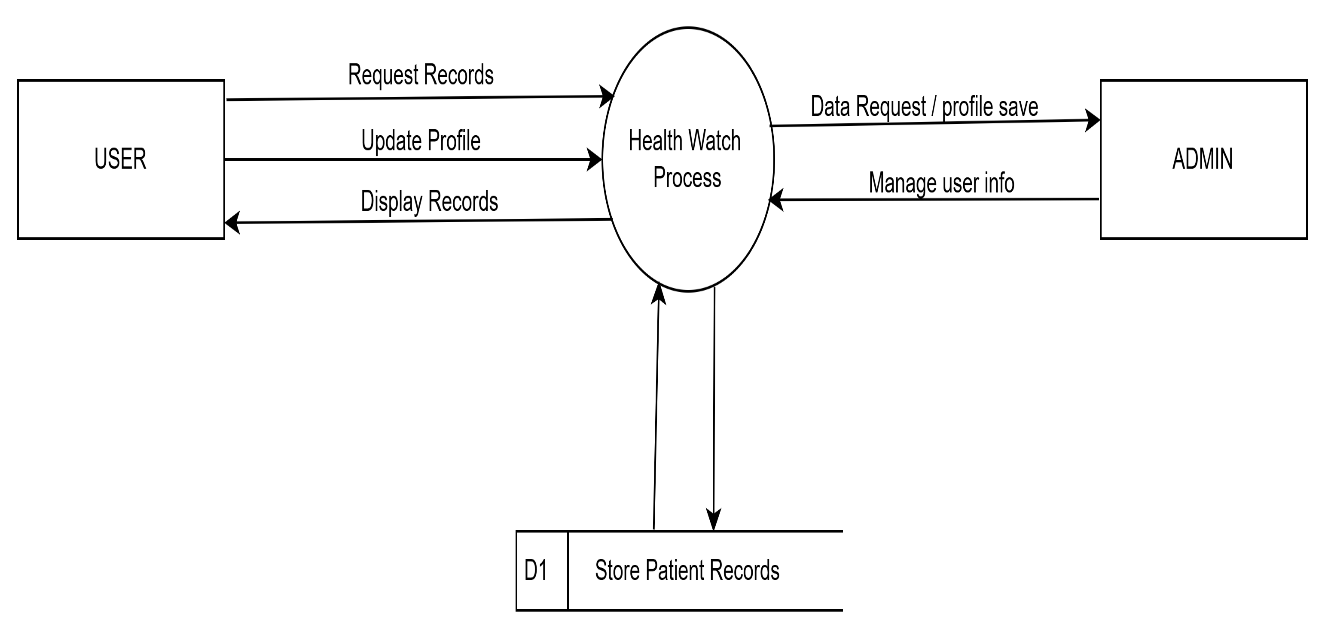 Request Records
Update Profile
Display Records
USER
Health Watch
Process
Data Request / profile save
Manage user info
ADMIN
D1
Store Patient Records